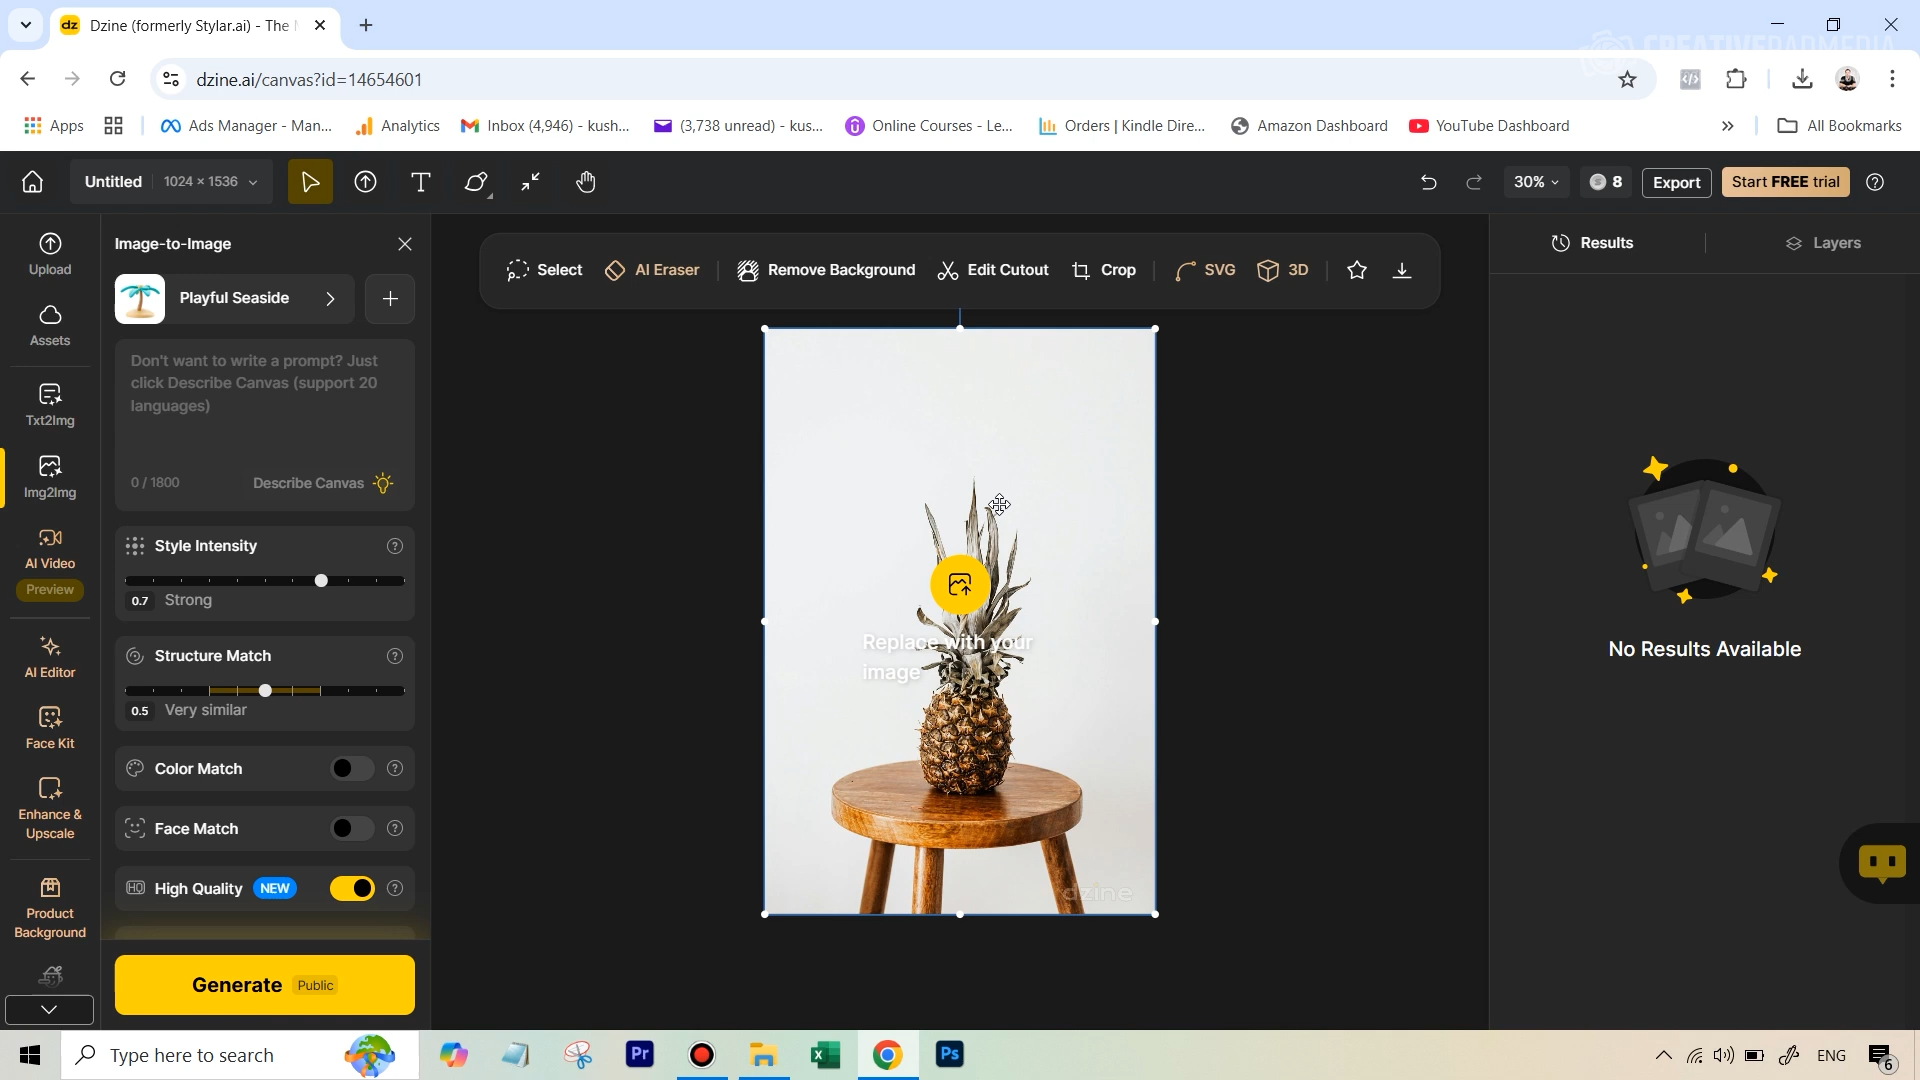 dz
Dzine (formerly Stylar.ai) - The
CREATIVEDADMEDIA
dzine.ai/canvas?id=14654601
Apps
Ads Manager - Man...
Analytics
Inbox (4,946) - kush...
(3,738 unread) - kus...
Online Courses - Le...
Orders | Kindle Dire...
Amazon Dashboard
YouTube Dashboard
All Bookmarks
Untitled
1024 × 1536
T
30%
8
Export
Start FREE trial
Upload
Assets
Txt2Img
Img2Img
AI Video
Preview
AI Editor
Face Kit
Enhance &
Upscale
Product
Background
Image-to-Image
Playful Seaside
Don't want to write a prompt? Just
click Describe Canvas (support 20
languages)
0 / 1800
Describe Canvas
Style Intensity
0.7 Strong
Structure Match
0.5 Very similar
Color Match
Face Match
HQ High Quality NEW
Generate Public
Select
AI Eraser
Remove Background
Edit Cutout
Crop
SVG
3D
Replace with your
image
dzine
Results
Layers
No Results Available
Type here to search
Pr
Ps
ENG
6